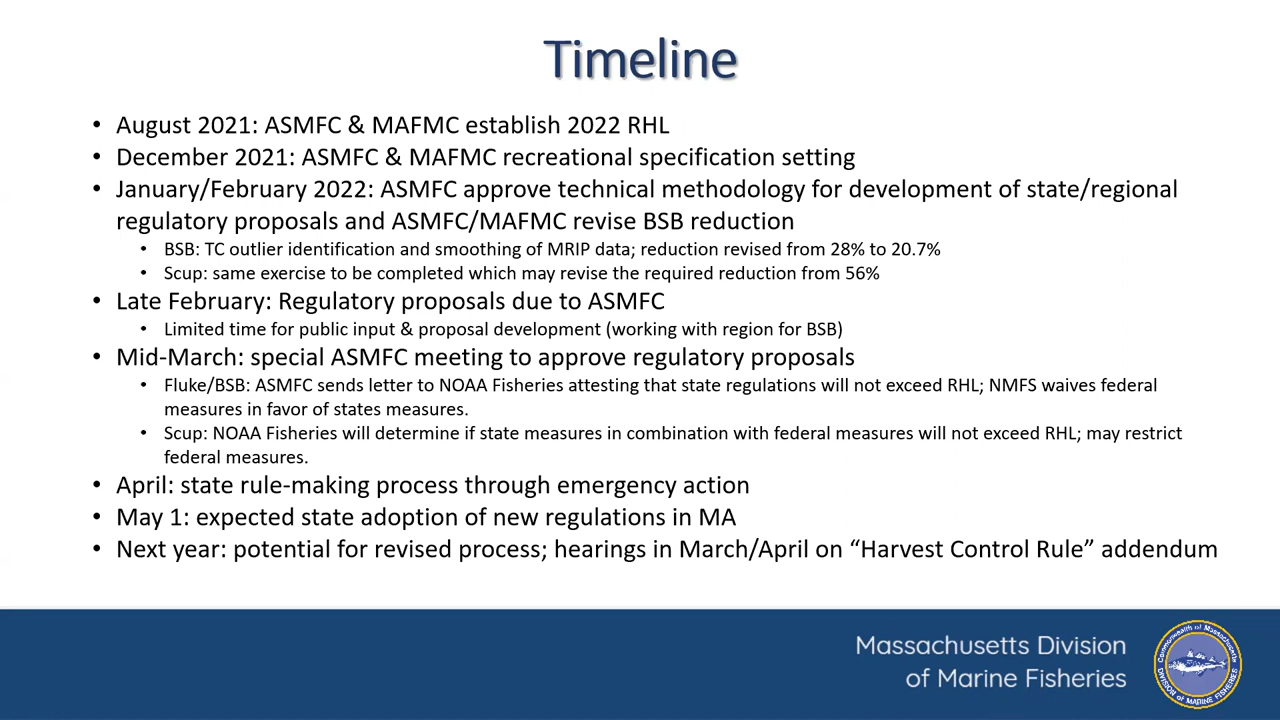 Timeline
• August 2021: ASMFC & MAFMC establish 2022 RHL
• December 2021: ASMFC & MAFMC recreational specification setting
• January/February 2022: ASMFC approve technical methodology for development of state/regional
regulatory proposals and ASMFC/MAFMC revise BSB reduction
• BSB: TC outlier identification and smoothing of MRIP data; reduction revised from 28% to 20.7%
• Scup: same exercise to be completed which may revise the required reduction from 56%
• Late February: Regulatory proposals due to ASMFC
• Limited time for public input & proposal development (working with region for BSB)
• Mid-March: special ASMFC meeting to approve regulatory proposals
• Fluke/BSB: ASMFC sends letter to NOAA Fisheries attesting that state regulations will not exceed RHL; NMFS waives federal
measures in favor of states measures.
• Scup: NOAA Fisheries will determine if state measures in combination with federal measures will not exceed RHL; may restrict
federal measures.
• April: state rule-making process through emergency action
• May 1: expected state adoption of new regulations in MA
• Next year: potential for revised process; hearings in March/April on “Harvest Control Rule” addendum
Massachusetts Division
of Marine Fisheries
Commonwealth of Massachusetts
DIVISION of MARINE FISHERIES